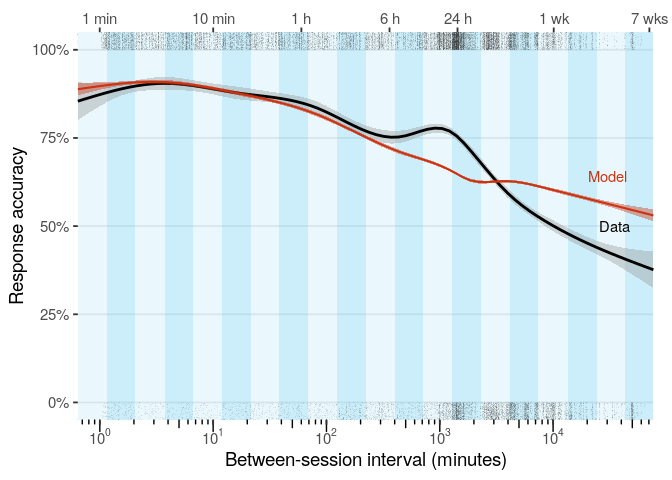 1 min 10 min 1 h 6 h 24 h 1 wk 7 wks
100%
75%
50%
25%
0%
Response accuracy
Model
Data
10⁰ 10¹ 10² 10³ 10⁴
Between-session interval (minutes)